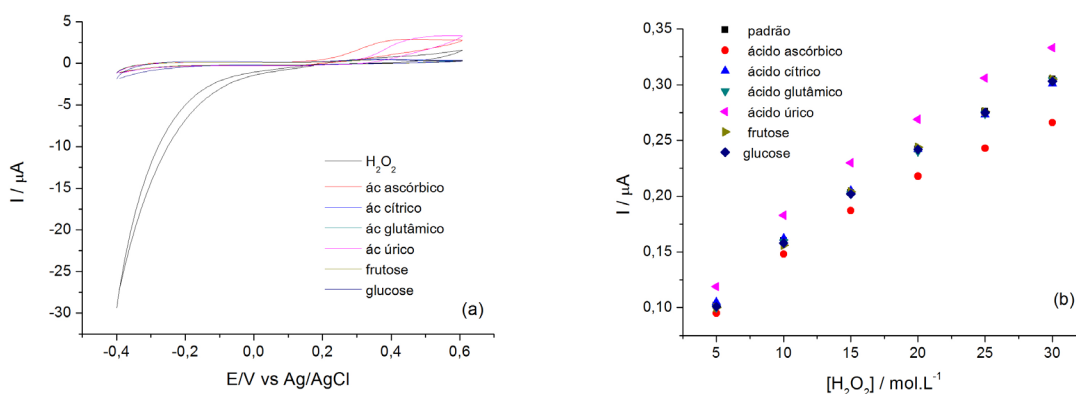 5
0
-5
-10
-15
-20
-25
-30
I / µA
-0,4
-0,2
0,0
0,2
0,4
0,6
E/V vs Ag/AgCl
H₂O₂
ác ascórbico
ác cítrico
ác glutâmico
ác úrico
frutose
glucose
(a)
0,35
0,30
0,25
0,20
0,15
0,10
I / µA
5
10
15
20
25
30
[H₂O₂] / mol.L⁻¹
padrão
ácido ascórbico
ácido cítrico
ácido glutâmico
ácido úrico
frutose
glucose
(b)